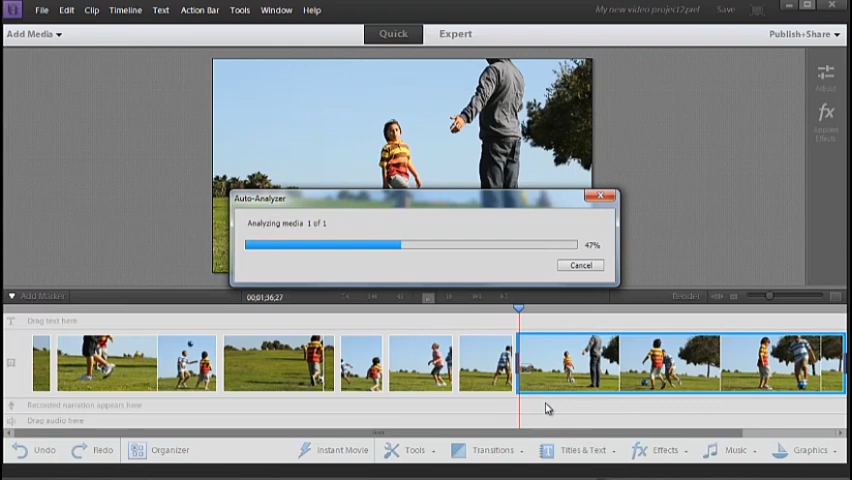 File Edit Clip Timeline Text Action Bar Tools Window Help My new video project2.prel Save
Add Media Quick Expert Publish+Share
Adjust
fx
Applied
Effects
Auto-Analyzer
Analyzing media 1 of 1
47%
Cancel
Add Marker 00;01;36;27 Render
T Drag text here
Recorded narration appears here
Drag audio here
Undo Redo Organizer Instant Movie Tools Transitions Titles & Text fx Effects Music Graphics